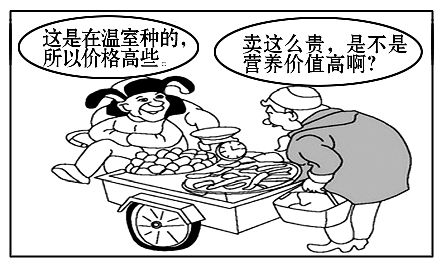 这是在温室种的，
所以价格高些。
卖这么贵，是不是
营养价值高啊？